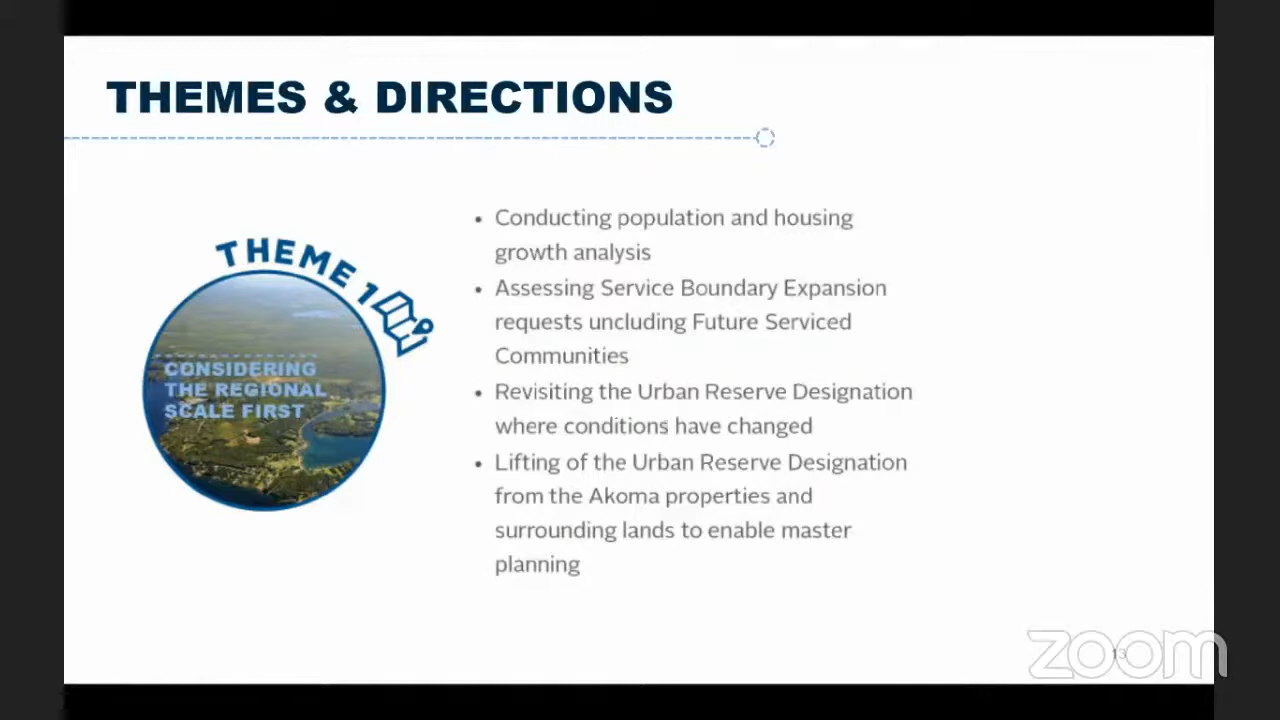 THEMES & DIRECTIONS
THEME 1
CONSIDERING
THE REGIONAL
SCALE FIRST
• Conducting population and housing
growth analysis
• Assessing Service Boundary Expansion
requests uncluding Future Serviced
Communities
• Revisiting the Urban Reserve Designation
where conditions have changed
• Lifting of the Urban Reserve Designation
from the Akoma properties and
surrounding lands to enable master
planning
13
zoom